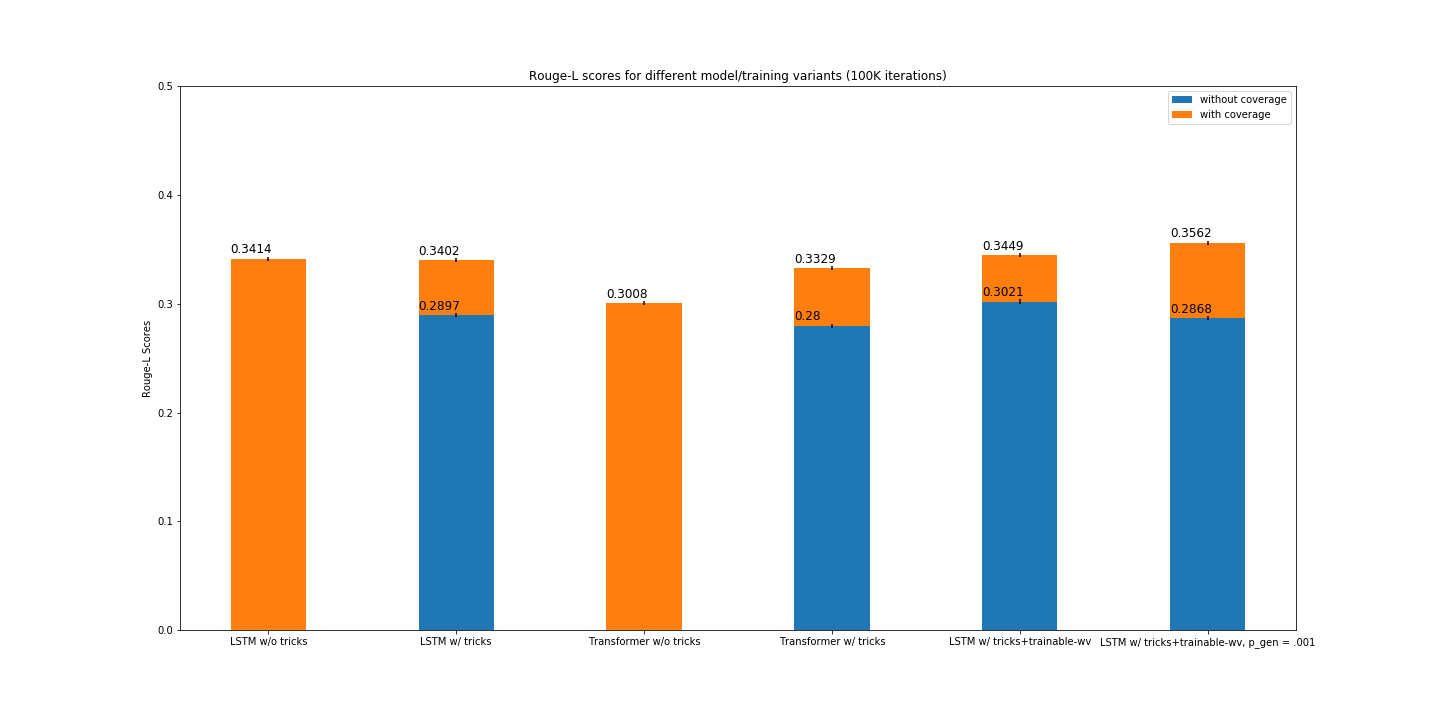 Rouge-L scores for different model/training variants (100K iterations)
without coverage
with coverage
Rouge-L Scores
0.5
0.4
0.3
0.2
0.1
0.0
0.3414
0.3402
0.2897
0.3008
0.3329
0.28
0.3449
0.3021
0.3562
0.2868
LSTM w/o tricks
LSTM w/ tricks
Transformer w/o tricks
Transformer w/ tricks
LSTM w/ tricks+trainable-wv
LSTM w/ tricks+trainable-wv, p_gen = .001